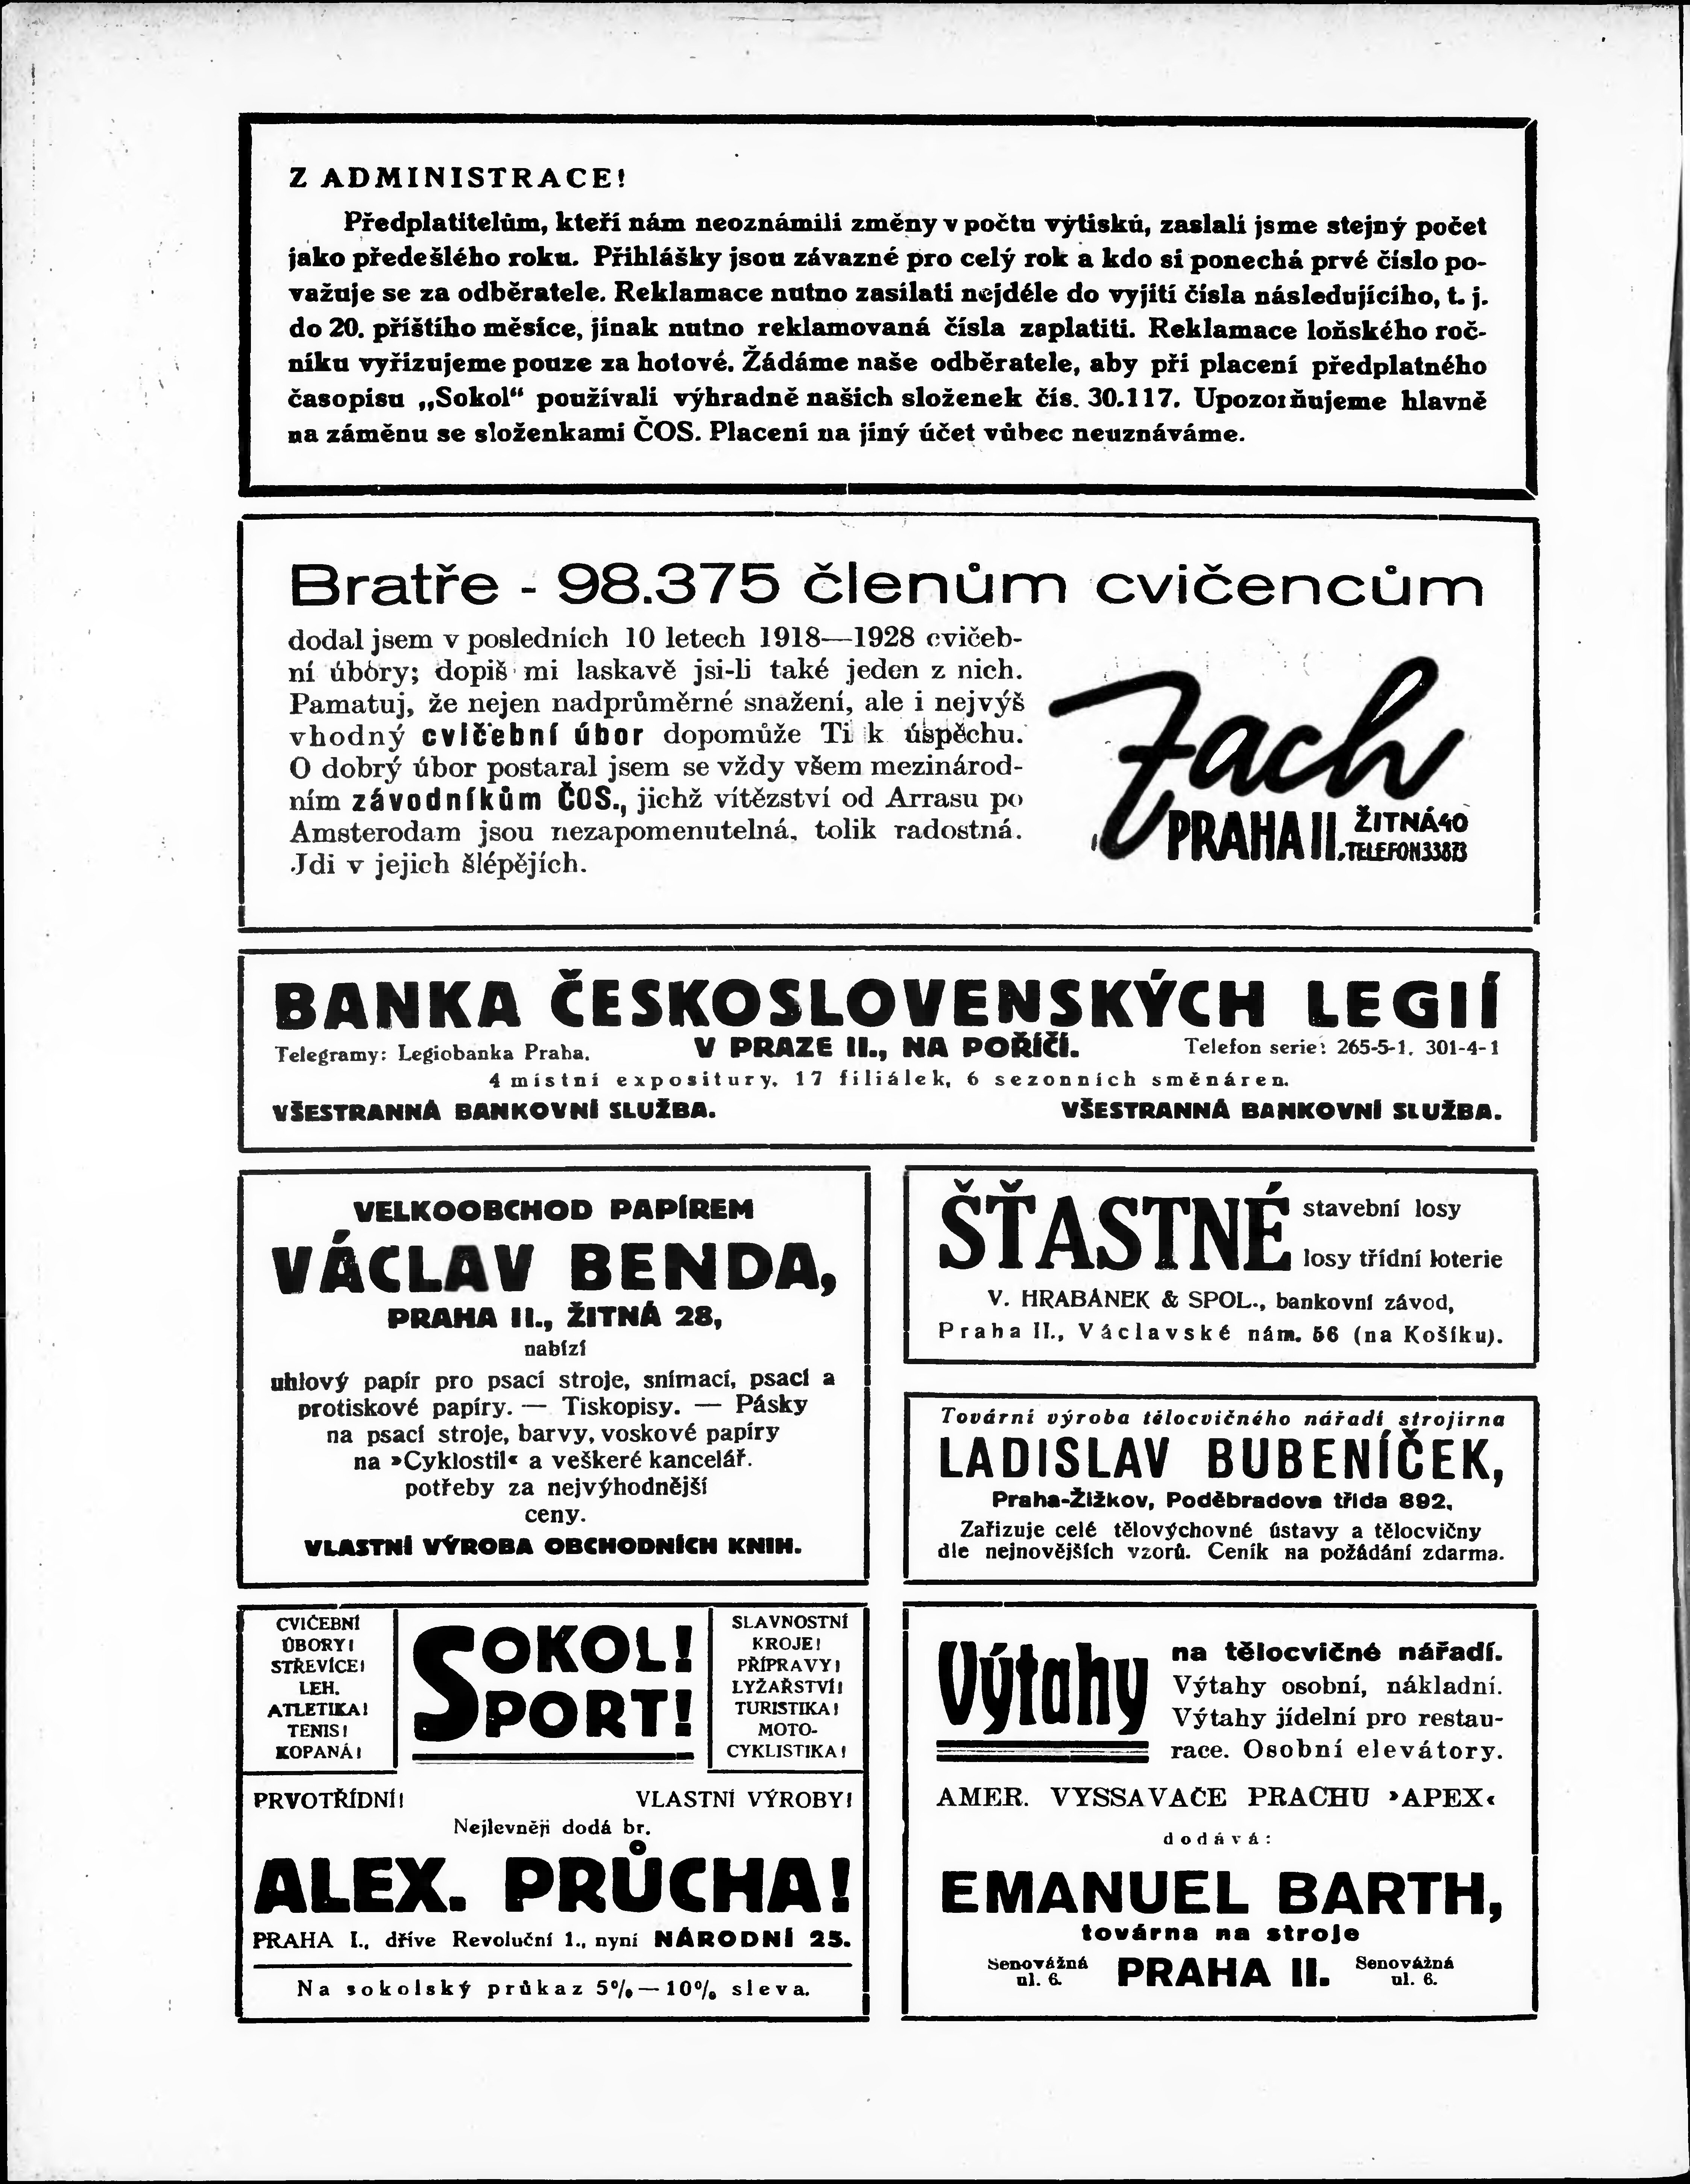 Z ADMINISTRACE!
Předplatitelům, kteří nám neoznámili změny v počtu výtisků, zaslali jsme stejný počet
jako předešlého roku. Přihlášky jsou závazné pro celý rok a kdo si ponechá prvé číslo po-
važuje se za odběratele. Reklamace nutno zasílati nejdéle do vyjití čísla následujícího, t. j.
do 20. příštího měsíce, jinak nutno reklamovaná čísla zaplatiti. Reklamace loňského roč-
níku vyřizujeme pouze za hotové. Žádáme naše odběratele, aby při placení předplatného
časopisu „Sokol“ používali výhradně našich složenek čís. 30.117. Upozorňujeme hlavně
na záměnu se složenkami ČOS. Placení na jiný účet vůbec neuznáváme.
Bratře - 98.375 členům cvičencům
dodal jsem v posledních 10 letech 1918—1928 cvičeb-
ní úbory; dopiš mi laskavě jsi-li také jeden z nich.
Pamatuj, že nejen nadprůměrné snažení, ale i nejvýš
vhodný cvičební úbor dopomůže Ti k úspěchu.
O dobrý úbor postaral jsem se vždy všem mezinárod-
ním závodníkům ČOS., jichž vítězství od Arrasu po
Amsterodam jsou nezapomenutelná, tolik radostná.
Jdi v jejich šlépějích.
Zach
PRAHA II. ŽITNÁ 40
TELEFON 33873
BANKA ČESKOSLOVENSKÝCH LEGIÍ
Telegramy: Legiobanka Praha. V PRAZE II., NA POŘÍČÍ. Telefon serie: 265-5-1, 301-4-1
4 místní expositury, 17 filiálek, 6 sezonních směnáren.
VŠESTRANNÁ BANKOVNÍ SLUŽBA. VŠESTRANNÁ BANKOVNÍ SLUŽBA.
VELKOOBCHOD PAPÍREM
VÁCLAV BENDA,
PRAHA II., ŽITNÁ 28,
nabízí
uhlový papír pro psací stroje, snímací, psací a
protiskové papíry. — Tiskopisy. — Pásky
na psací stroje, barvy, voskové papíry
na »Cyklostil« a veškeré kancelář.
potřeby za nejvýhodnější
ceny.
VLASTNÍ VÝROBA OBCHODNÍCH KNIH.
ŠŤASTNÉ stavební losy
losy třídní loterie
V. HRABÁNEK & SPOL., bankovní závod,
Praha II., Václavské nám. 56 (na Košíku).
Tovární výroba tělocvičného nářadí strojírna
LADISLAV BUBENÍČEK,
Praha-Žižkov, Poděbradova třída 892.
Zařizuje celé tělovýchovné ústavy a tělocvičny
dle nejnovějších vzorů. Ceník na požádání zdarma.
CVIČEBNÍ
ÚBORY!
STŘEVÍCE!
LEH.
ATLETIKA!
TENIS!
KOPANÁ!
SOKOL!
SPORT!
SLAVNOSTNÍ
KROJE!
PŘÍPRAVY!
LYŽAŘSTVÍ!
TURISTIKA!
MOTO-
CYKLISTIKA!
PRVOTŘÍDNÍ! VLASTNÍ VÝROBY!
Nejlevněji dodá br.
ALEX. PRŮCHA!
PRAHA I., dříve Revoluční 1., nyní NÁRODNÍ 25.
Na sokolský průkaz 5%—10% sleva.
Výtahy
na tělocvičné nářadí.
Výtahy osobní, nákladní.
Výtahy jídelní pro restau-
race. Osobní elevátory.
AMER. VYSSAVAČE PRACHU »APEX«
dodává:
EMANUEL BARTH,
továrna na stroje
Senovážná ul. 6. PRAHA II. Senovážná ul. 6.